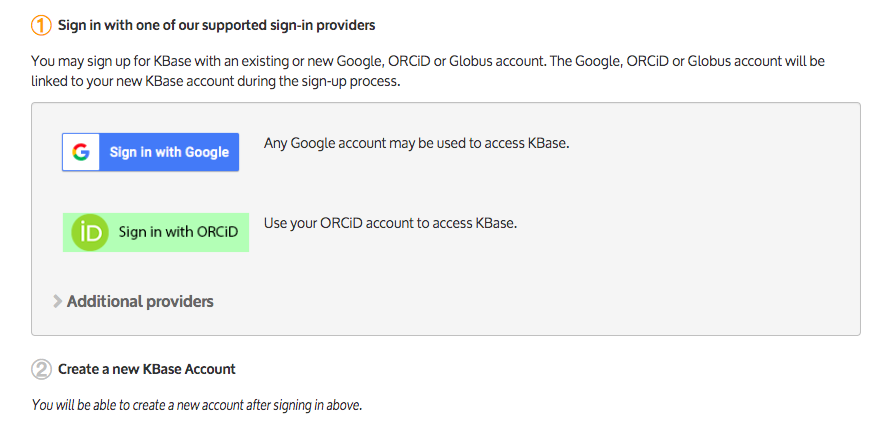 1 Sign in with one of our supported sign-in providers
You may sign up for KBase with an existing or new Google, ORCiD or Globus account. The Google, ORCiD or Globus account will be
linked to your new KBase account during the sign-up process.
G Sign in with Google
Any Google account may be used to access KBase.
iD Sign in with ORCiD
Use your ORCiD account to access KBase.
Additional providers
2 Create a new KBase Account
You will be able to create a new account after signing in above.